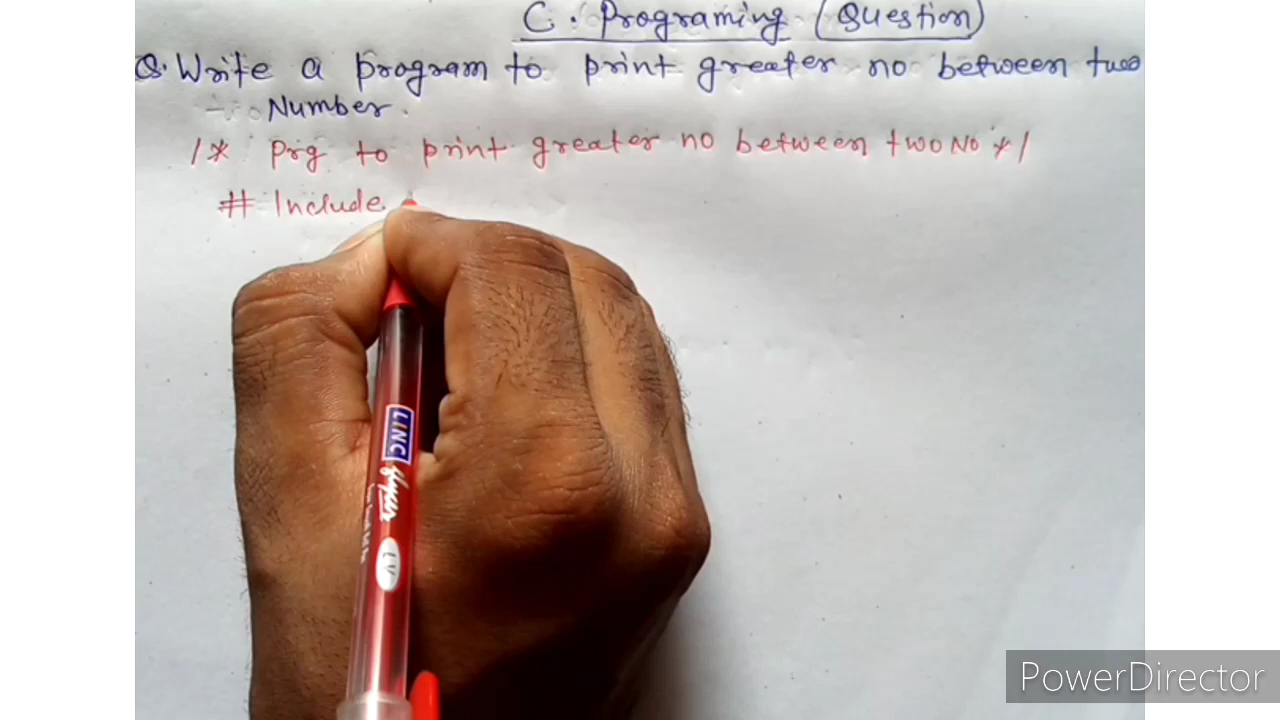 C. Programing (Question)
Q. Write a program to print greater no between two
Number.
/* Prg to print greater no between two No */
# Include
LINC
PowerDirector